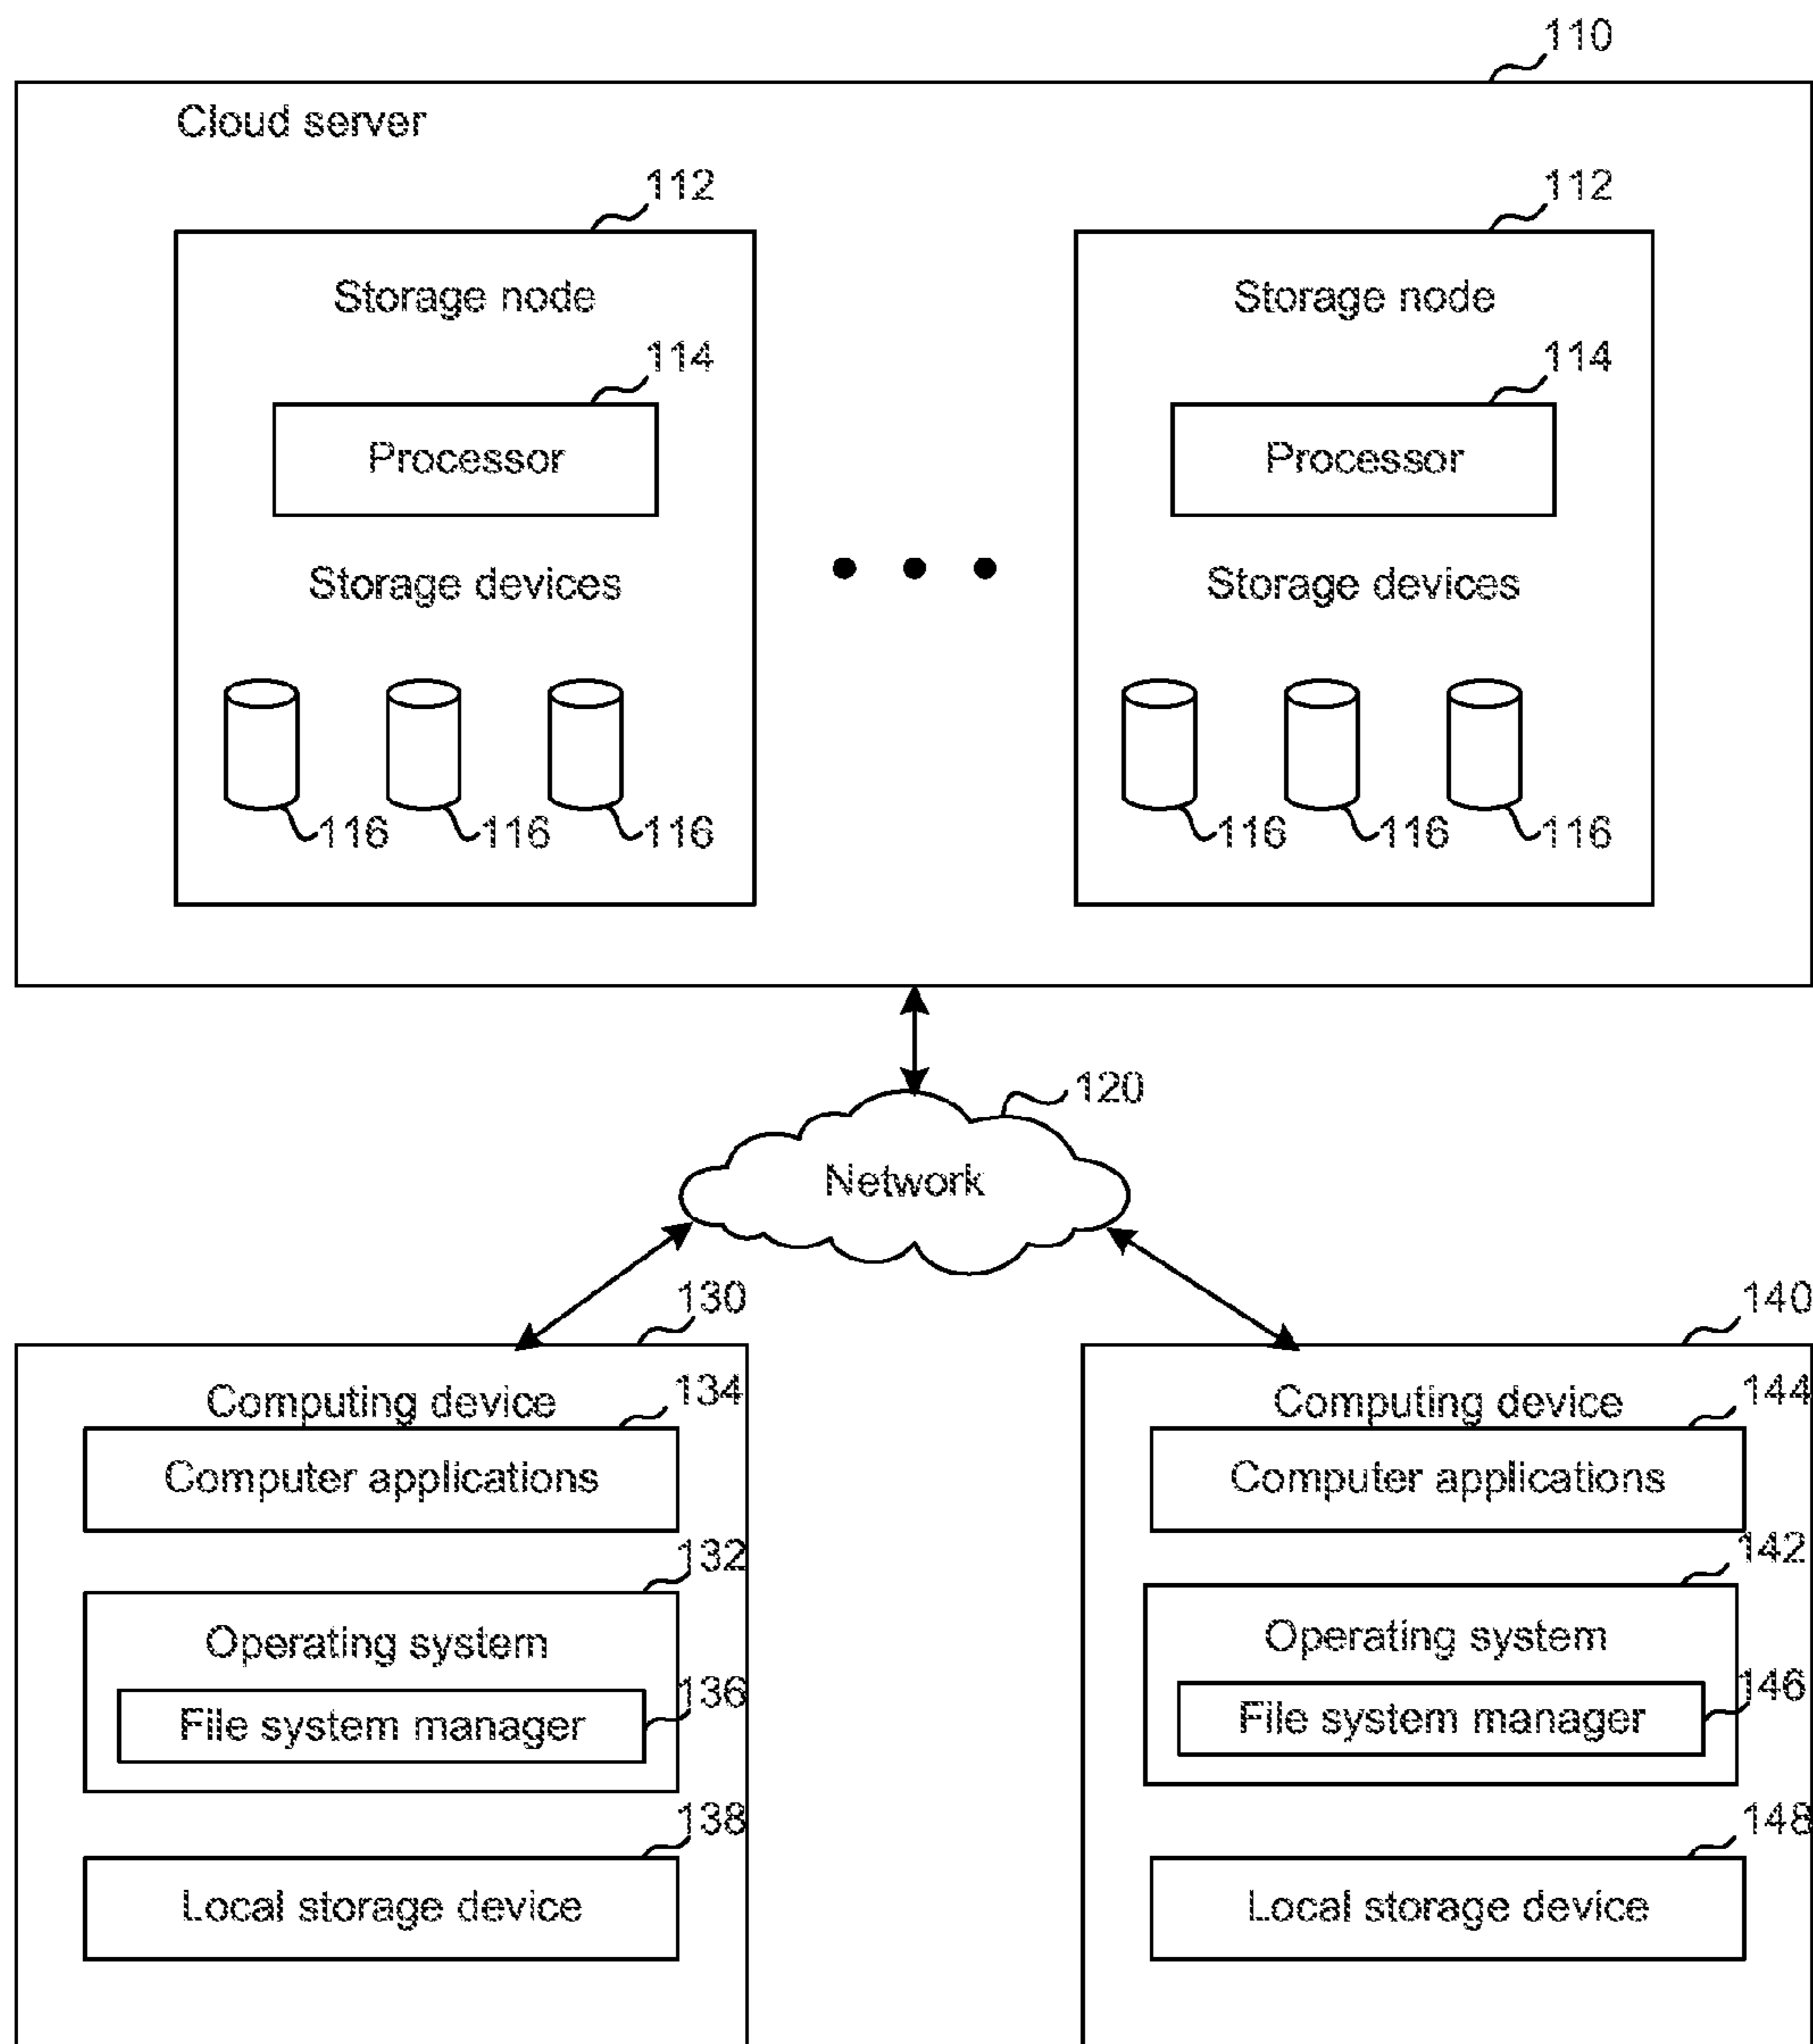 110
Cloud server
112 112
Storage node Storage node
114 114
Processor Processor
Storage devices Storage devices
116 116 116 116 116 116
120
Network
130 140
Computing device 134 Computing device 144
Computer applications Computer applications
132 142
Operating system Operating system
136 146
File system manager File system manager
138 148
Local storage device Local storage device